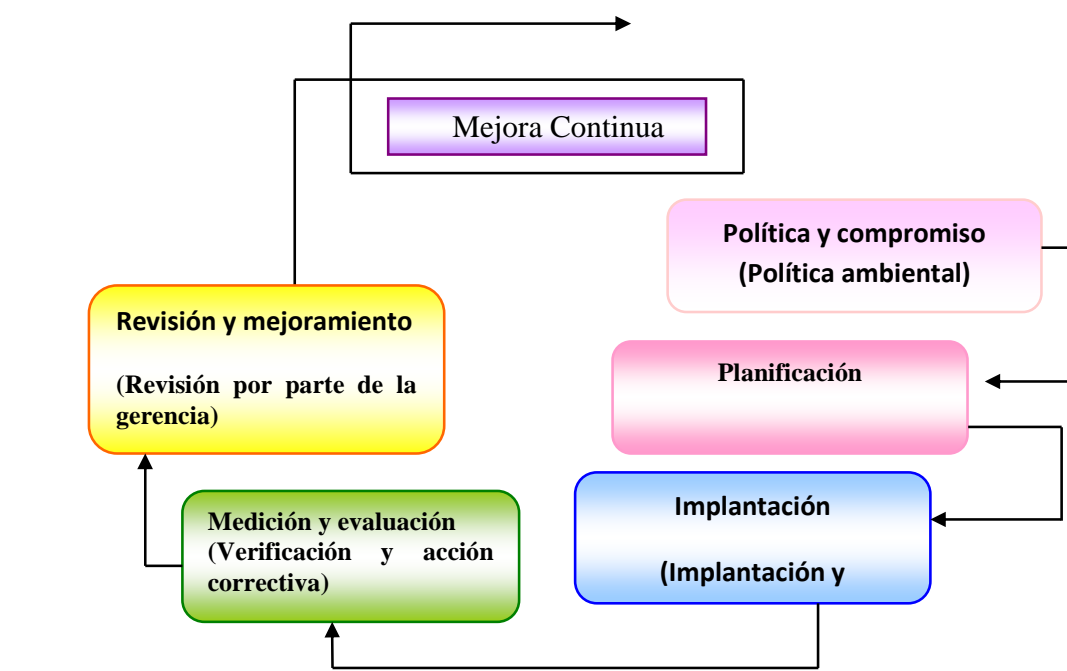 Mejora Continua
Política y compromiso
(Política ambiental)
Revisión y mejoramiento
(Revisión por parte de la
gerencia)
Planificación
Implantación
(Implantación y
Medición y evaluación
(Verificación y acción
correctiva)